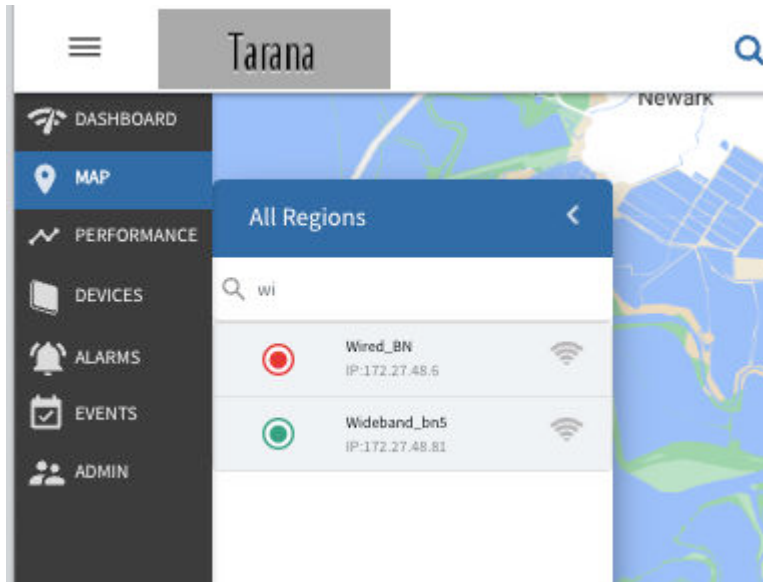 Tarana
Newark
DASHBOARD
MAP
PERFORMANCE
DEVICES
ALARMS
EVENTS
ADMIN
All Regions
wi
Wired_BN
IP:172.27.48.6
Wideband_bn5
IP:172.27.48.81